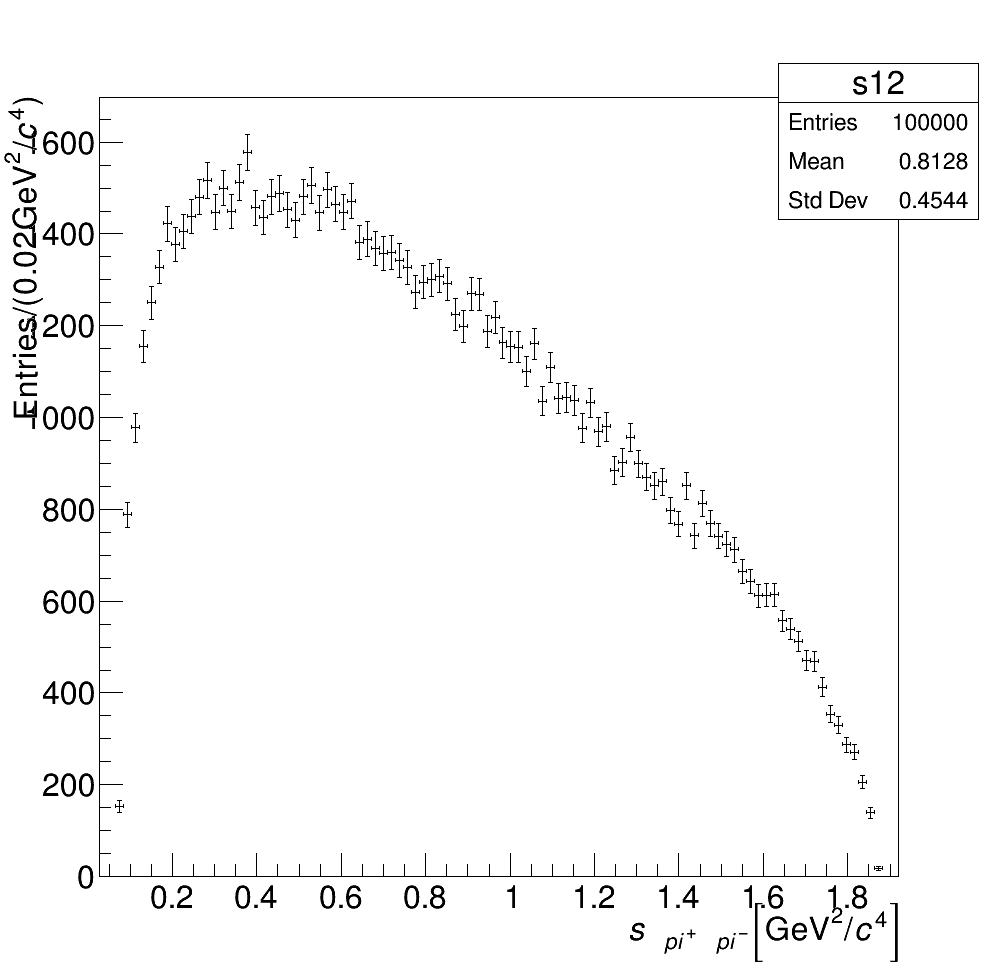 s12
Entries 100000
Mean 0.8128
Std Dev 0.4544
Entries/(0.02GeV²/c⁴)
1600
1400
1200
1000
800
600
400
200
0
0.2 0.4 0.6 0.8 1 1.2 1.4 1.6 1.8
s pi⁺ pi⁻[GeV²/c⁴]